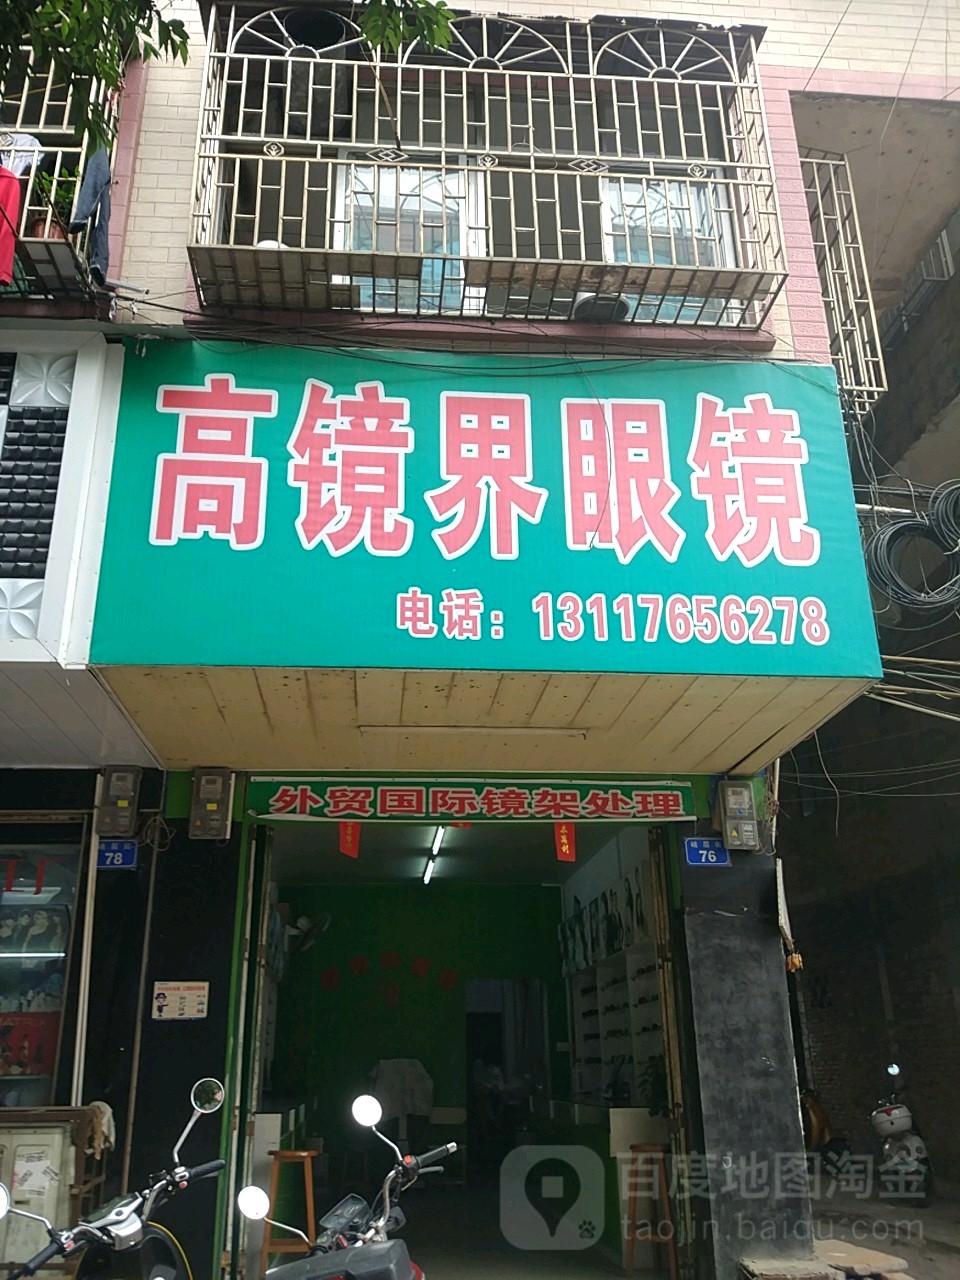 高镜界眼镜
电话：13117656278
外贸国际镜架处理
78
76
百度地图淘金
taojin.baidu.com